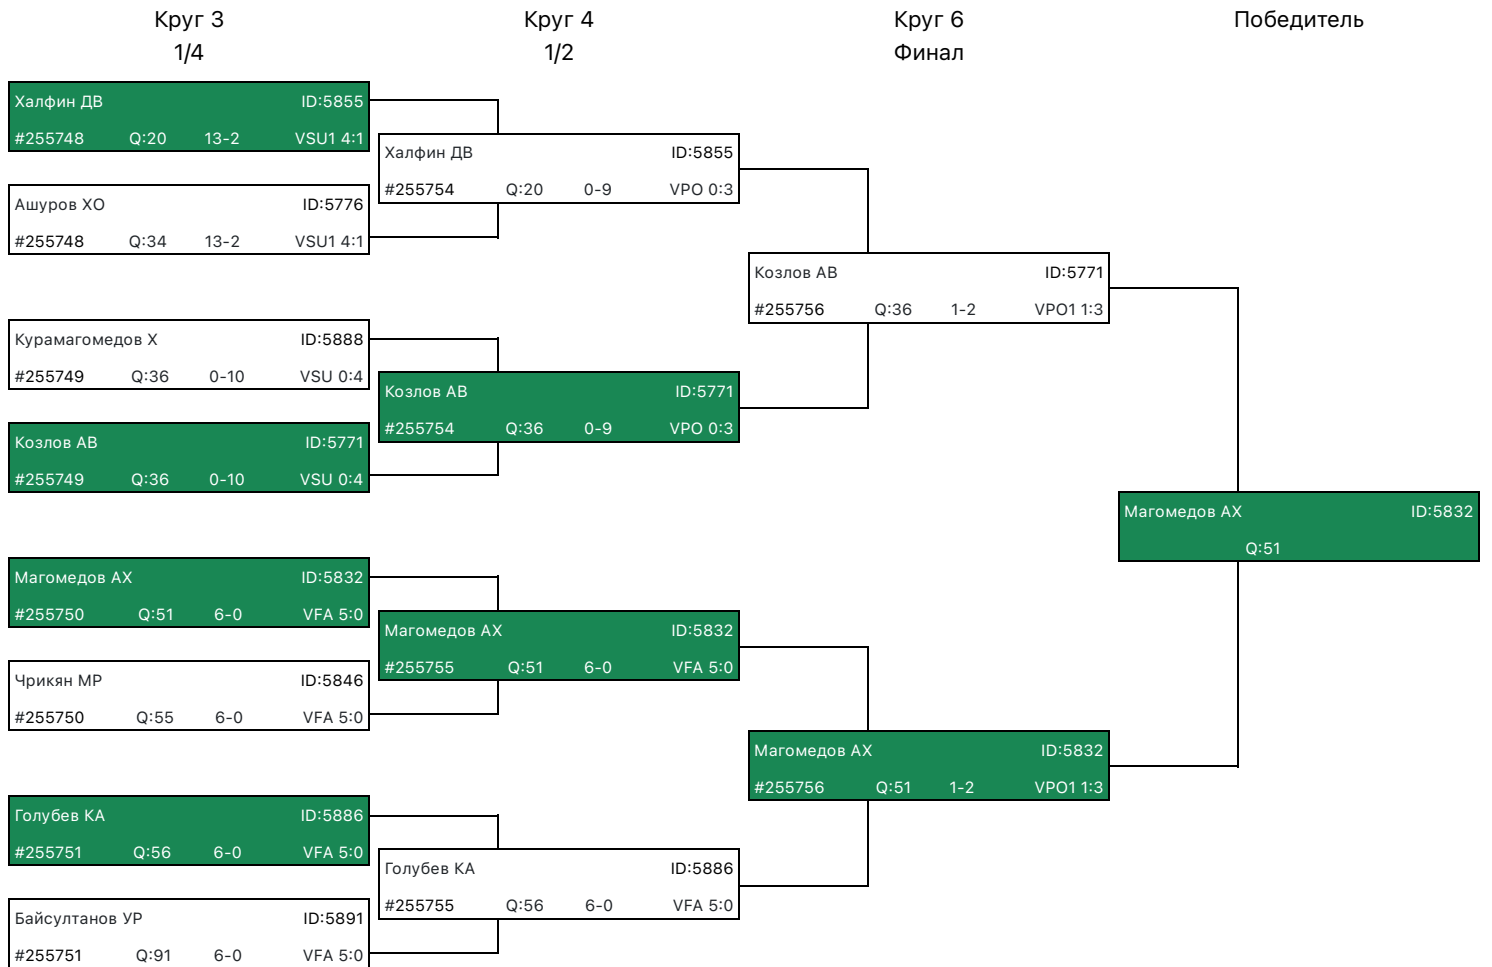 Круг 3
1/4
Круг 4
1/2
Круг 6
Финал
Победитель
Халфин ДВ ID:5855
#255748 Q:20 13-2 VSU1 4:1
Ашуров ХО ID:5776
#255748 Q:34 13-2 VSU1 4:1
Курамагомедов Х ID:5888
#255749 Q:36 0-10 VSU 0:4
Козлов АВ ID:5771
#255749 Q:36 0-10 VSU 0:4
Магомедов АХ ID:5832
#255750 Q:51 6-0 VFA 5:0
Чрикян МР ID:5846
#255750 Q:55 6-0 VFA 5:0
Голубев КА ID:5886
#255751 Q:56 6-0 VFA 5:0
Байсултанов УР ID:5891
#255751 Q:91 6-0 VFA 5:0
Халфин ДВ ID:5855
#255754 Q:20 0-9 VPO 0:3
Козлов АВ ID:5771
#255754 Q:36 0-9 VPO 0:3
Магомедов АХ ID:5832
#255755 Q:51 6-0 VFA 5:0
Голубев КА ID:5886
#255755 Q:56 6-0 VFA 5:0
Козлов АВ ID:5771
#255756 Q:36 1-2 VPO1 1:3
Магомедов АХ ID:5832
#255756 Q:51 1-2 VPO1 1:3
Магомедов АХ ID:5832
Q:51